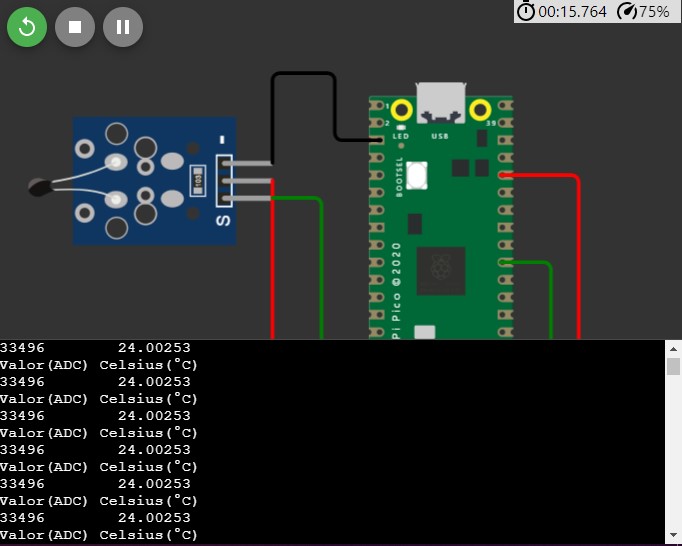 00:15.764 75%
1
2
39
LED USB
BOOTSEL
Pi Pico ©2020
103
-
S
33496 24.00253
Valor(ADC) Celsius(°C)
33496 24.00253
Valor(ADC) Celsius(°C)
33496 24.00253
Valor(ADC) Celsius(°C)
33496 24.00253
Valor(ADC) Celsius(°C)
33496 24.00253
Valor(ADC) Celsius(°C)
33496 24.00253
Valor(ADC) Celsius(°C)